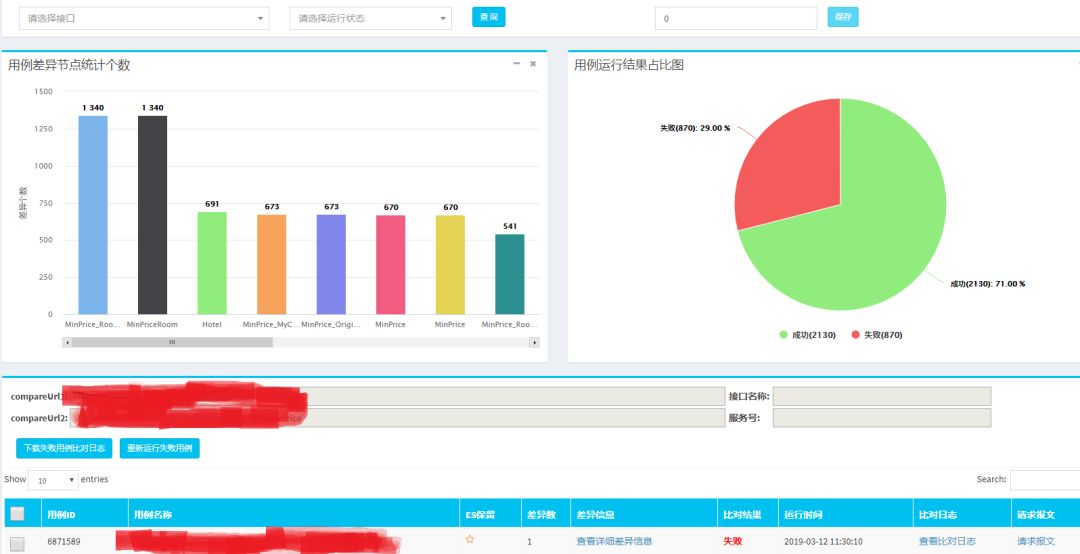 请选择接口
请选择运行状态
查询
0
保存
用例差异节点统计个数
用例运行结果占比图
差异个数
1500
1250
1000
750
500
250
0
1 340
1 340
691
673
673
670
670
541
MinPrice_Roo...
MinPriceRoom
Hotel
MinPrice_MyC...
MinPrice_Origi...
MinPrice
MinPrice
MinPrice_Roo...
失败(870): 29.00 %
成功(2130): 71.00 %
成功(2130)
失败(870)
compareUrl1:
接口名称:
compareUrl2:
服务号:
下载失败用例比对日志
重新运行失败用例
Show 10 entries
Search:
用例ID 用例名称 ES保留 差异数 差异信息 比对结果 运行时间 比对日志 请求报文
6871589 1 查看详细差异信息 失败 2019-03-12 11:30:10 查看比对日志 请求报文